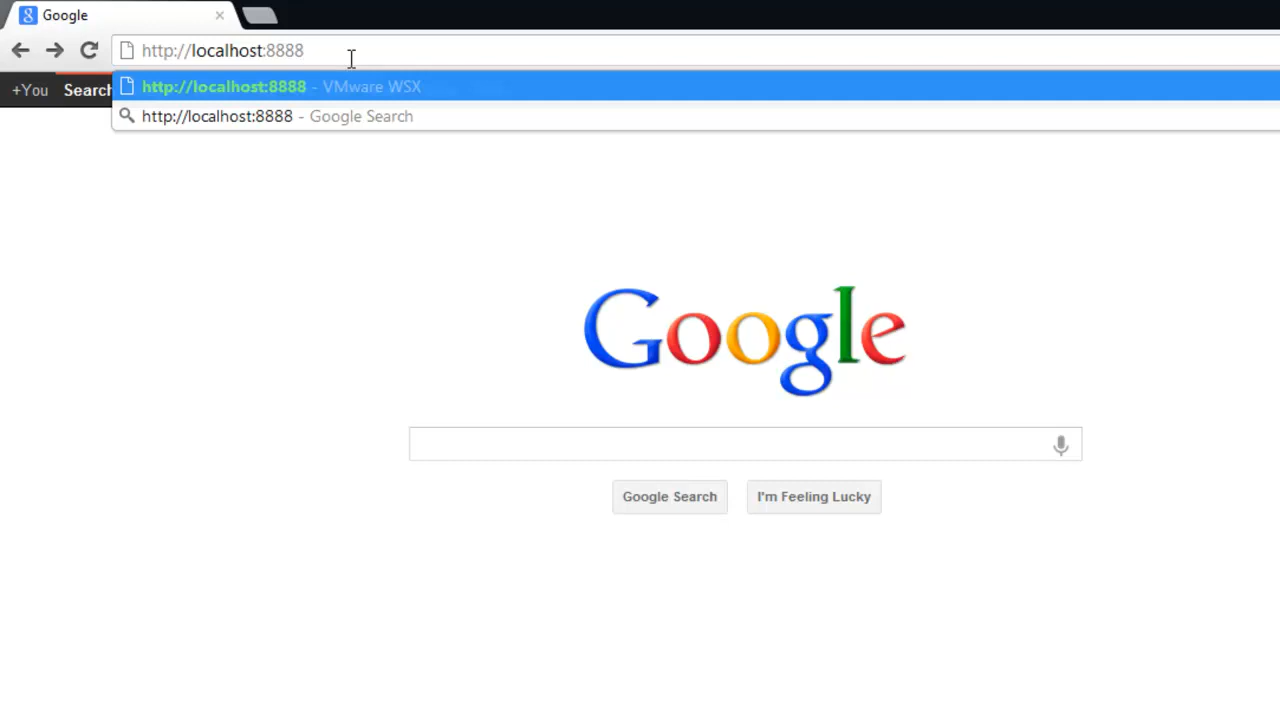 Google
http://localhost:8888
http://localhost:8888 - VMware WSX
http://localhost:8888 - Google Search
+You Search
Google
Google Search I'm Feeling Lucky